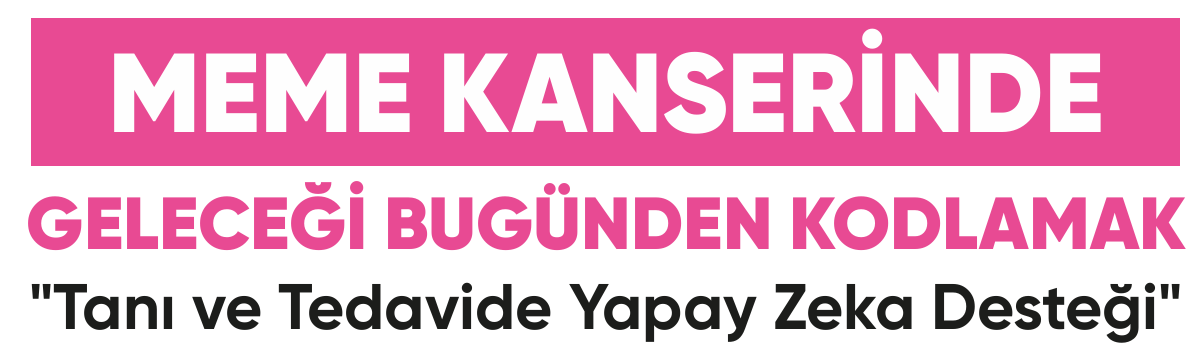 MEME KANSERİNDE
GELECEĞİ BUGÜNDEN KODLAMAK
"Tanı ve Tedavide Yapay Zeka Desteği"